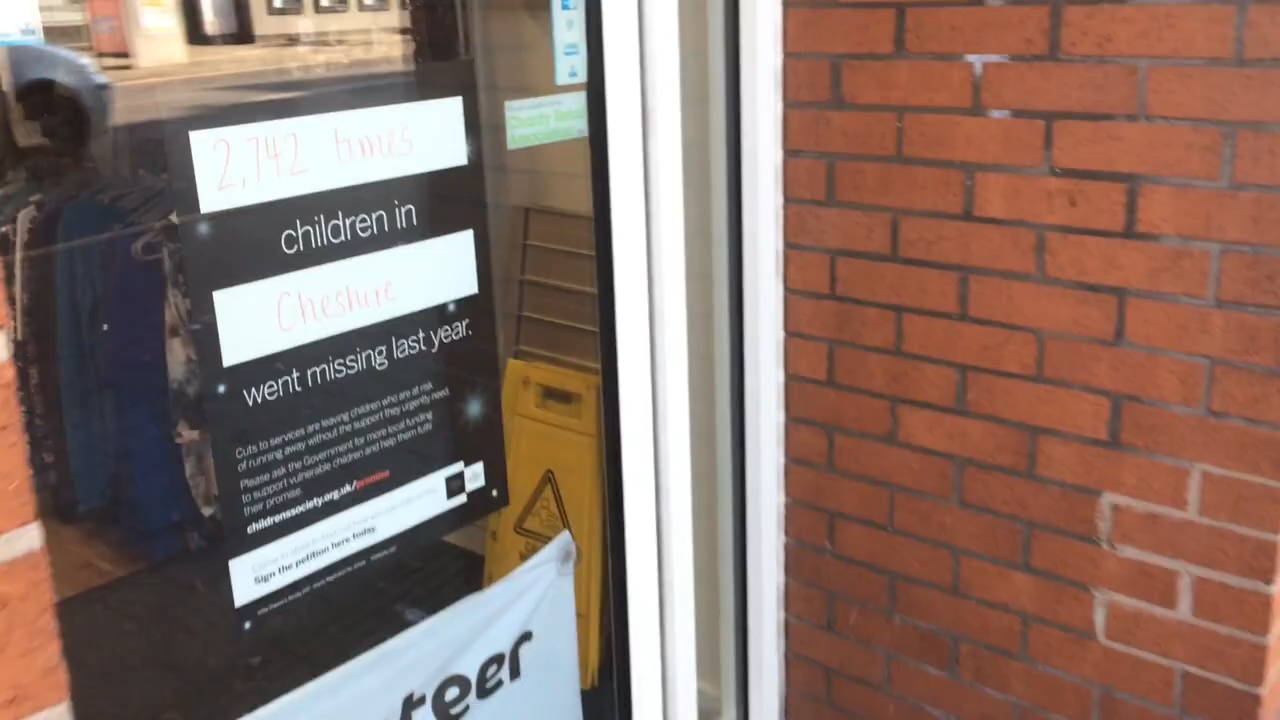 2,742 times
children in
Cheshire
went missing last year.
Cuts to services are leaving children who are at risk
of running away without the support they urgently need.
Please ask the Government for more local funding
to support vulnerable children and help them fulfil
their promise.
childrenssociety.org.uk/promise
Sign the petition here today.
teer